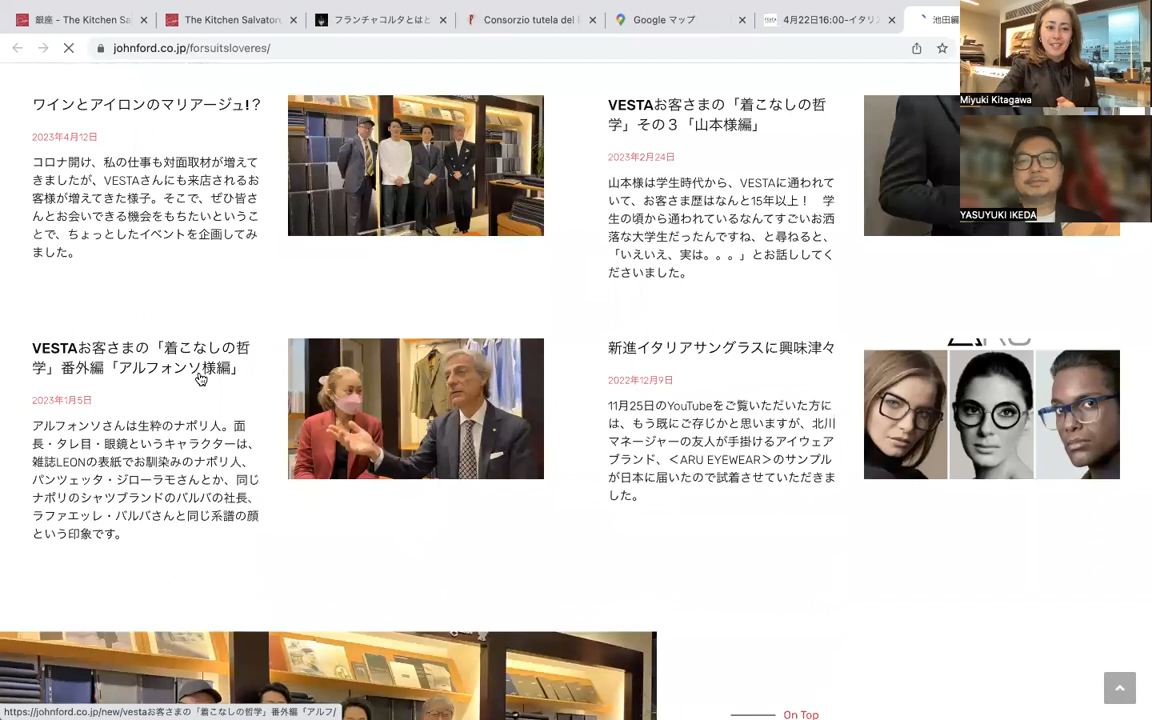 銀座 - The Kitchen Sa
The Kitchen Salvator
フランチャコルタとはと
Consorzio tutela del
Google マップ
4月22日16:00-イタリ
池田編
johnford.co.jp/forsuitsloveres/
Miyuki Kitagawa
YASUYUKI IKEDA
ワインとアイロンのマリアージュ!？
2023年4月12日
コロナ開け、私の仕事も対面取材が増えて
おきましたが、VESTAさんにも来店されるお
客様が増えてきた様子。そこで、ぜひ皆さ
んとお会いできる機会をもちたいというこ
とで、ちょっとしたイベントを企画してみ
ました。
VESTAお客さまの「着こなしの哲
学」その３「山本様編」
2023年2月24日
山本様は学生時代から、VESTAに通われて
いて、お客さま歴はなんと15年以上！　学
生の頃から通われているなんてすごいお洒
落な大学生だったんですね、と尋ねると、
「いえいえ、実は。。。」とお話ししてく
ださいました。
VESTAお客さまの「着こなしの哲
学」番外編「アルフォンソ様編」
2023年1月5日
アルフォンソさんは生粋のナポリ人。面
長・タレ目・眼鏡というキャラクターは、
雑誌LEONの表紙でお馴染みのナポリ人、
パンツェッタ・ジローラモさんとか、同じ
ナポリのシャツブランドのバルバの社長、
ラファエッレ・バルバさんと同じ系譜の顔
という印象です。
新進イタリアサングラスに興味津々
2022年12月9日
11月25日のYouTubeをご覧いただいた方に
は、もう既にご存じかと思いますが、北川
マネージャーの友人が手掛けるアイウェア
ブランド、＜ARU EYEWEAR＞のサンプル
が日本に届いたので試着させていただきま
した。
On Top
https://johnford.co.jp/new/vestaお客さまの「着こなしの哲学」番外編「アルフ/